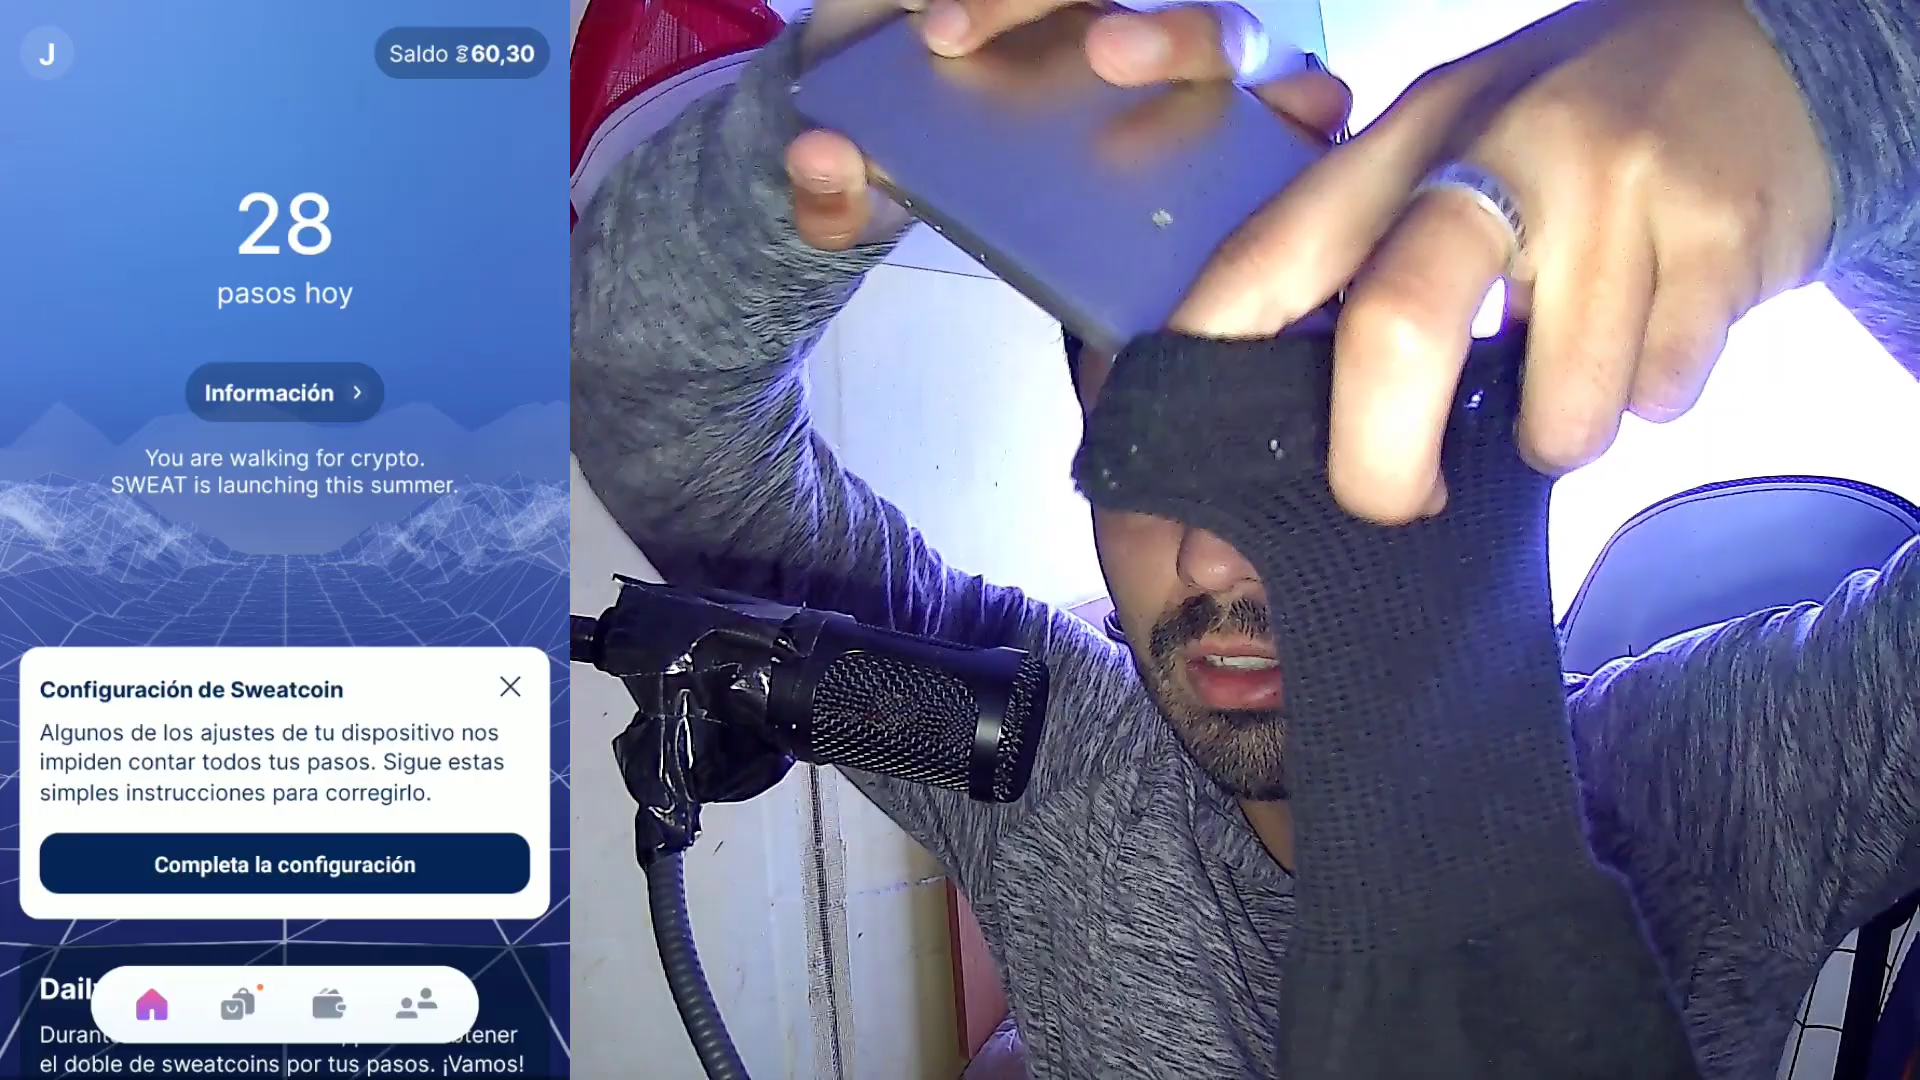 J
Saldo 60,30
28
pasos hoy
Información
You are walking for crypto.
SWEAT is launching this summer.
Configuración de Sweatcoin
Algunos de los ajustes de tu dispositivo nos
impiden contar todos tus pasos. Sigue estas
simples instrucciones para corregirlo.
Completa la configuración
Dail
Duran
tener
el doble de sweatcoins por tus pasos. ¡Vamos!